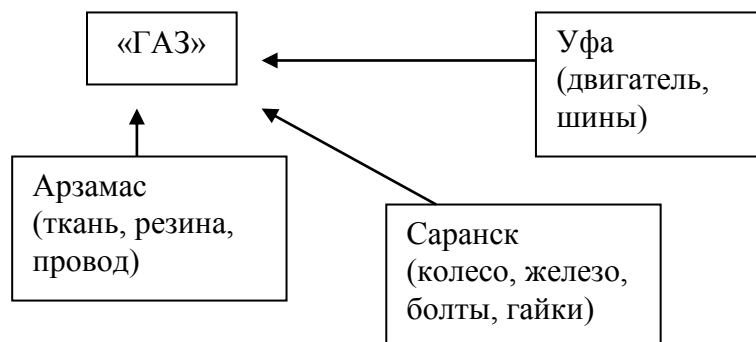 «ГАЗ»
Уфа
(двигатель,
шины)
Арзамас
(ткань, резина,
провод)
Саранск
(колесо, железо,
болты, гайки)